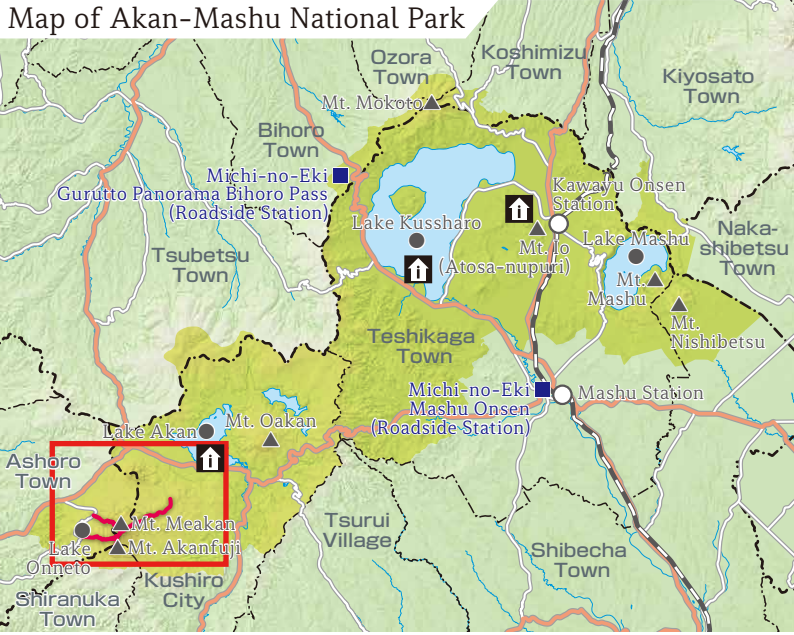 Map of Akan-Mashu National Park
Ozora
Town
Koshimizu
Town
Kiyosato
Town
Mt. Mokoto
Bihoro
Town
Michi-no-Eki
Gurutto Panorama Bihoro Pass
(Roadside Station)
Kawayu Onsen
Station
Lake Kussharo
Mt. Io
(Atosa-nupuri)
Lake Mashu
Naka-
shibetsu
Town
Tsubetsu
Town
Mt.
Mashu
Mt.
Nishibetsu
Teshikaga
Town
Michi-no-Eki
Mashu Onsen
(Roadside Station)
Mashu Station
Lake Akan
Mt. Oakan
Ashoro
Town
Mt. Meakan
Lake
Onneto
Mt. Akanfuji
Tsurui
Village
Shibecha
Town
Kushiro
City
Shiranuka
Town